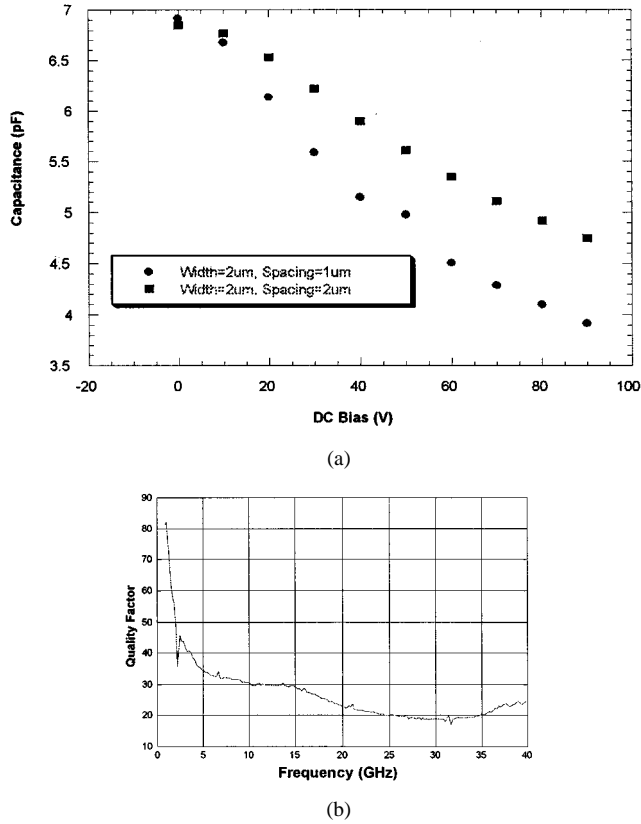 7
6.5
6
5.5
5
4.5
4
3.5
Capacitance (pF)
Width=2um, Spacing=1um
Width=2um, Spacing=2um
-20 0 20 40 60 80 100
DC Bias (V)
(a)
90
80
70
60
50
40
30
20
10
Quality Factor
0 5 10 15 20 25 30 35 40
Frequency (GHz)
(b)